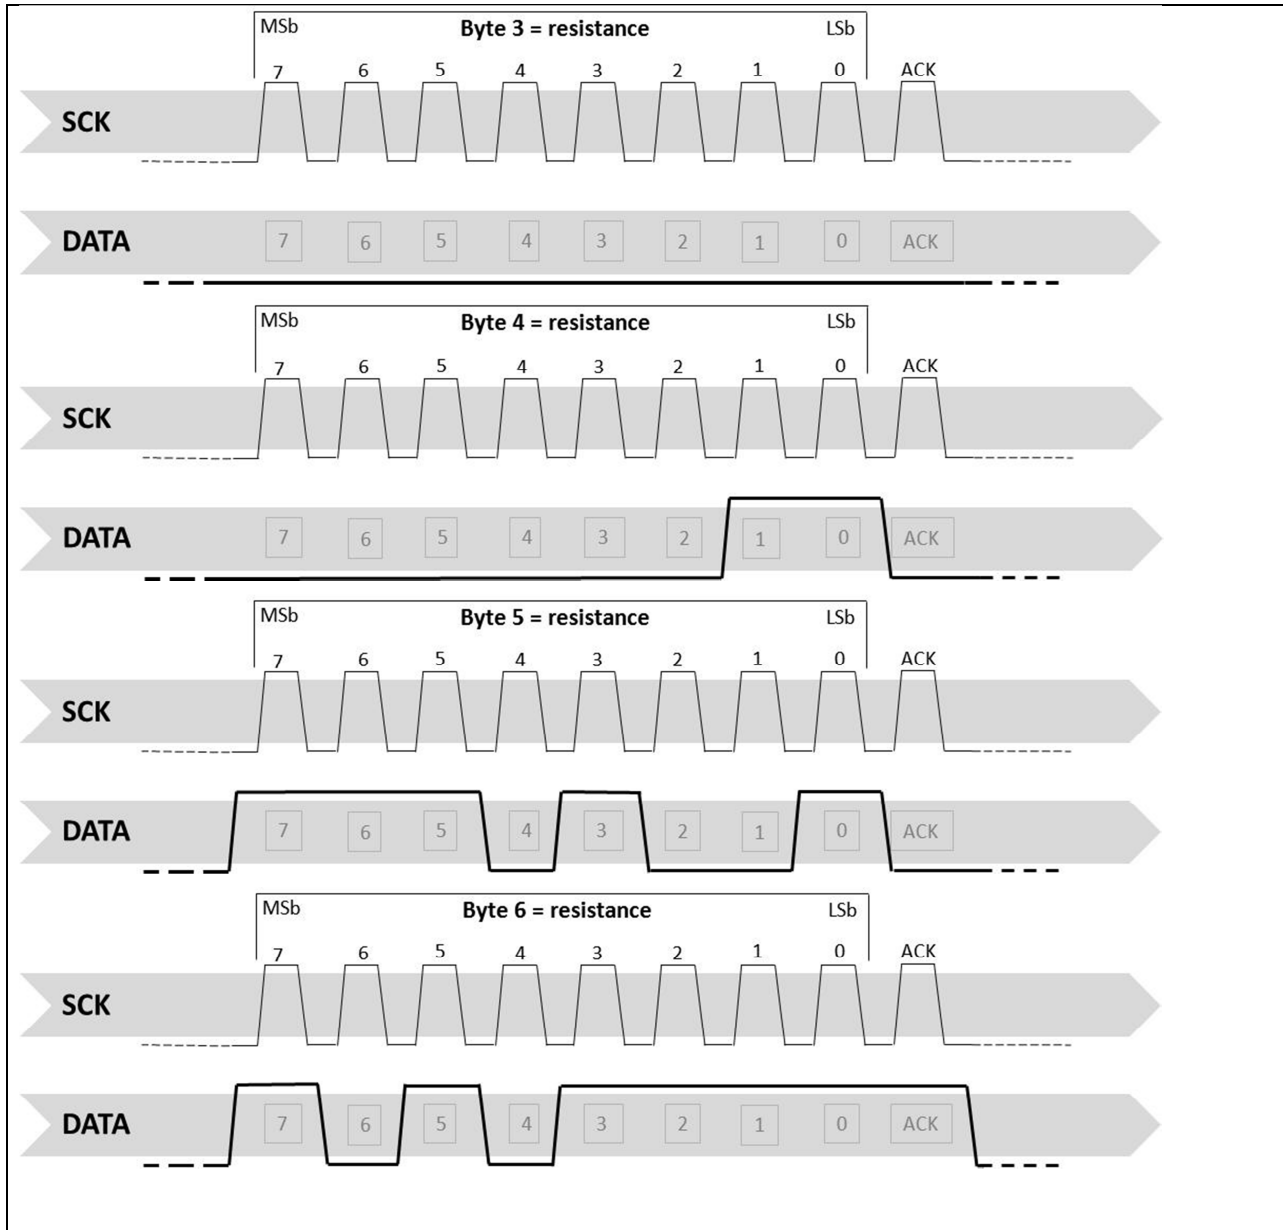 MSb Byte 3 = resistance LSb
7 6 5 4 3 2 1 0 ACK
SCK
DATA 7 6 5 4 3 2 1 0 ACK
MSb Byte 4 = resistance LSb
7 6 5 4 3 2 1 0 ACK
SCK
DATA 7 6 5 4 3 2 1 0 ACK
MSb Byte 5 = resistance LSb
7 6 5 4 3 2 1 0 ACK
SCK
DATA 7 6 5 4 3 2 1 0 ACK
MSb Byte 6 = resistance LSb
7 6 5 4 3 2 1 0 ACK
SCK
DATA 7 6 5 4 3 2 1 0 ACK